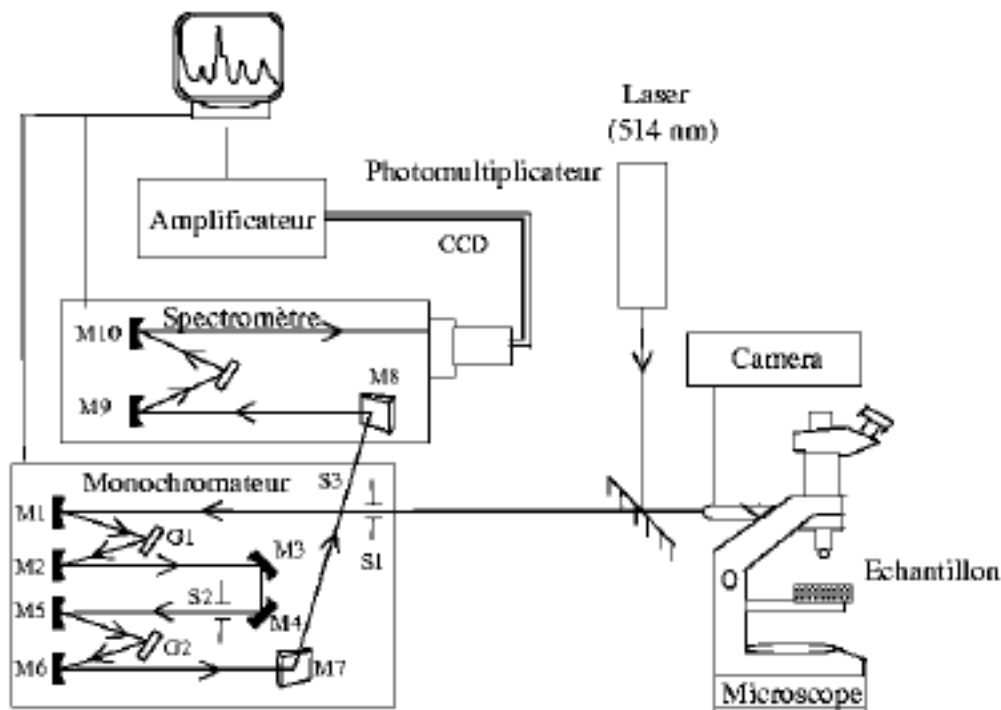 Laser
(514 nm)
Photomultiplicateur
Amplificateur
CCD
Spectromètre
M10
Camera
M8
M9
S3
Monochromateur
M1
G1
S1
M2
M3
Echantillon
S2
M5
M4
G2
M6
M7
Microscope